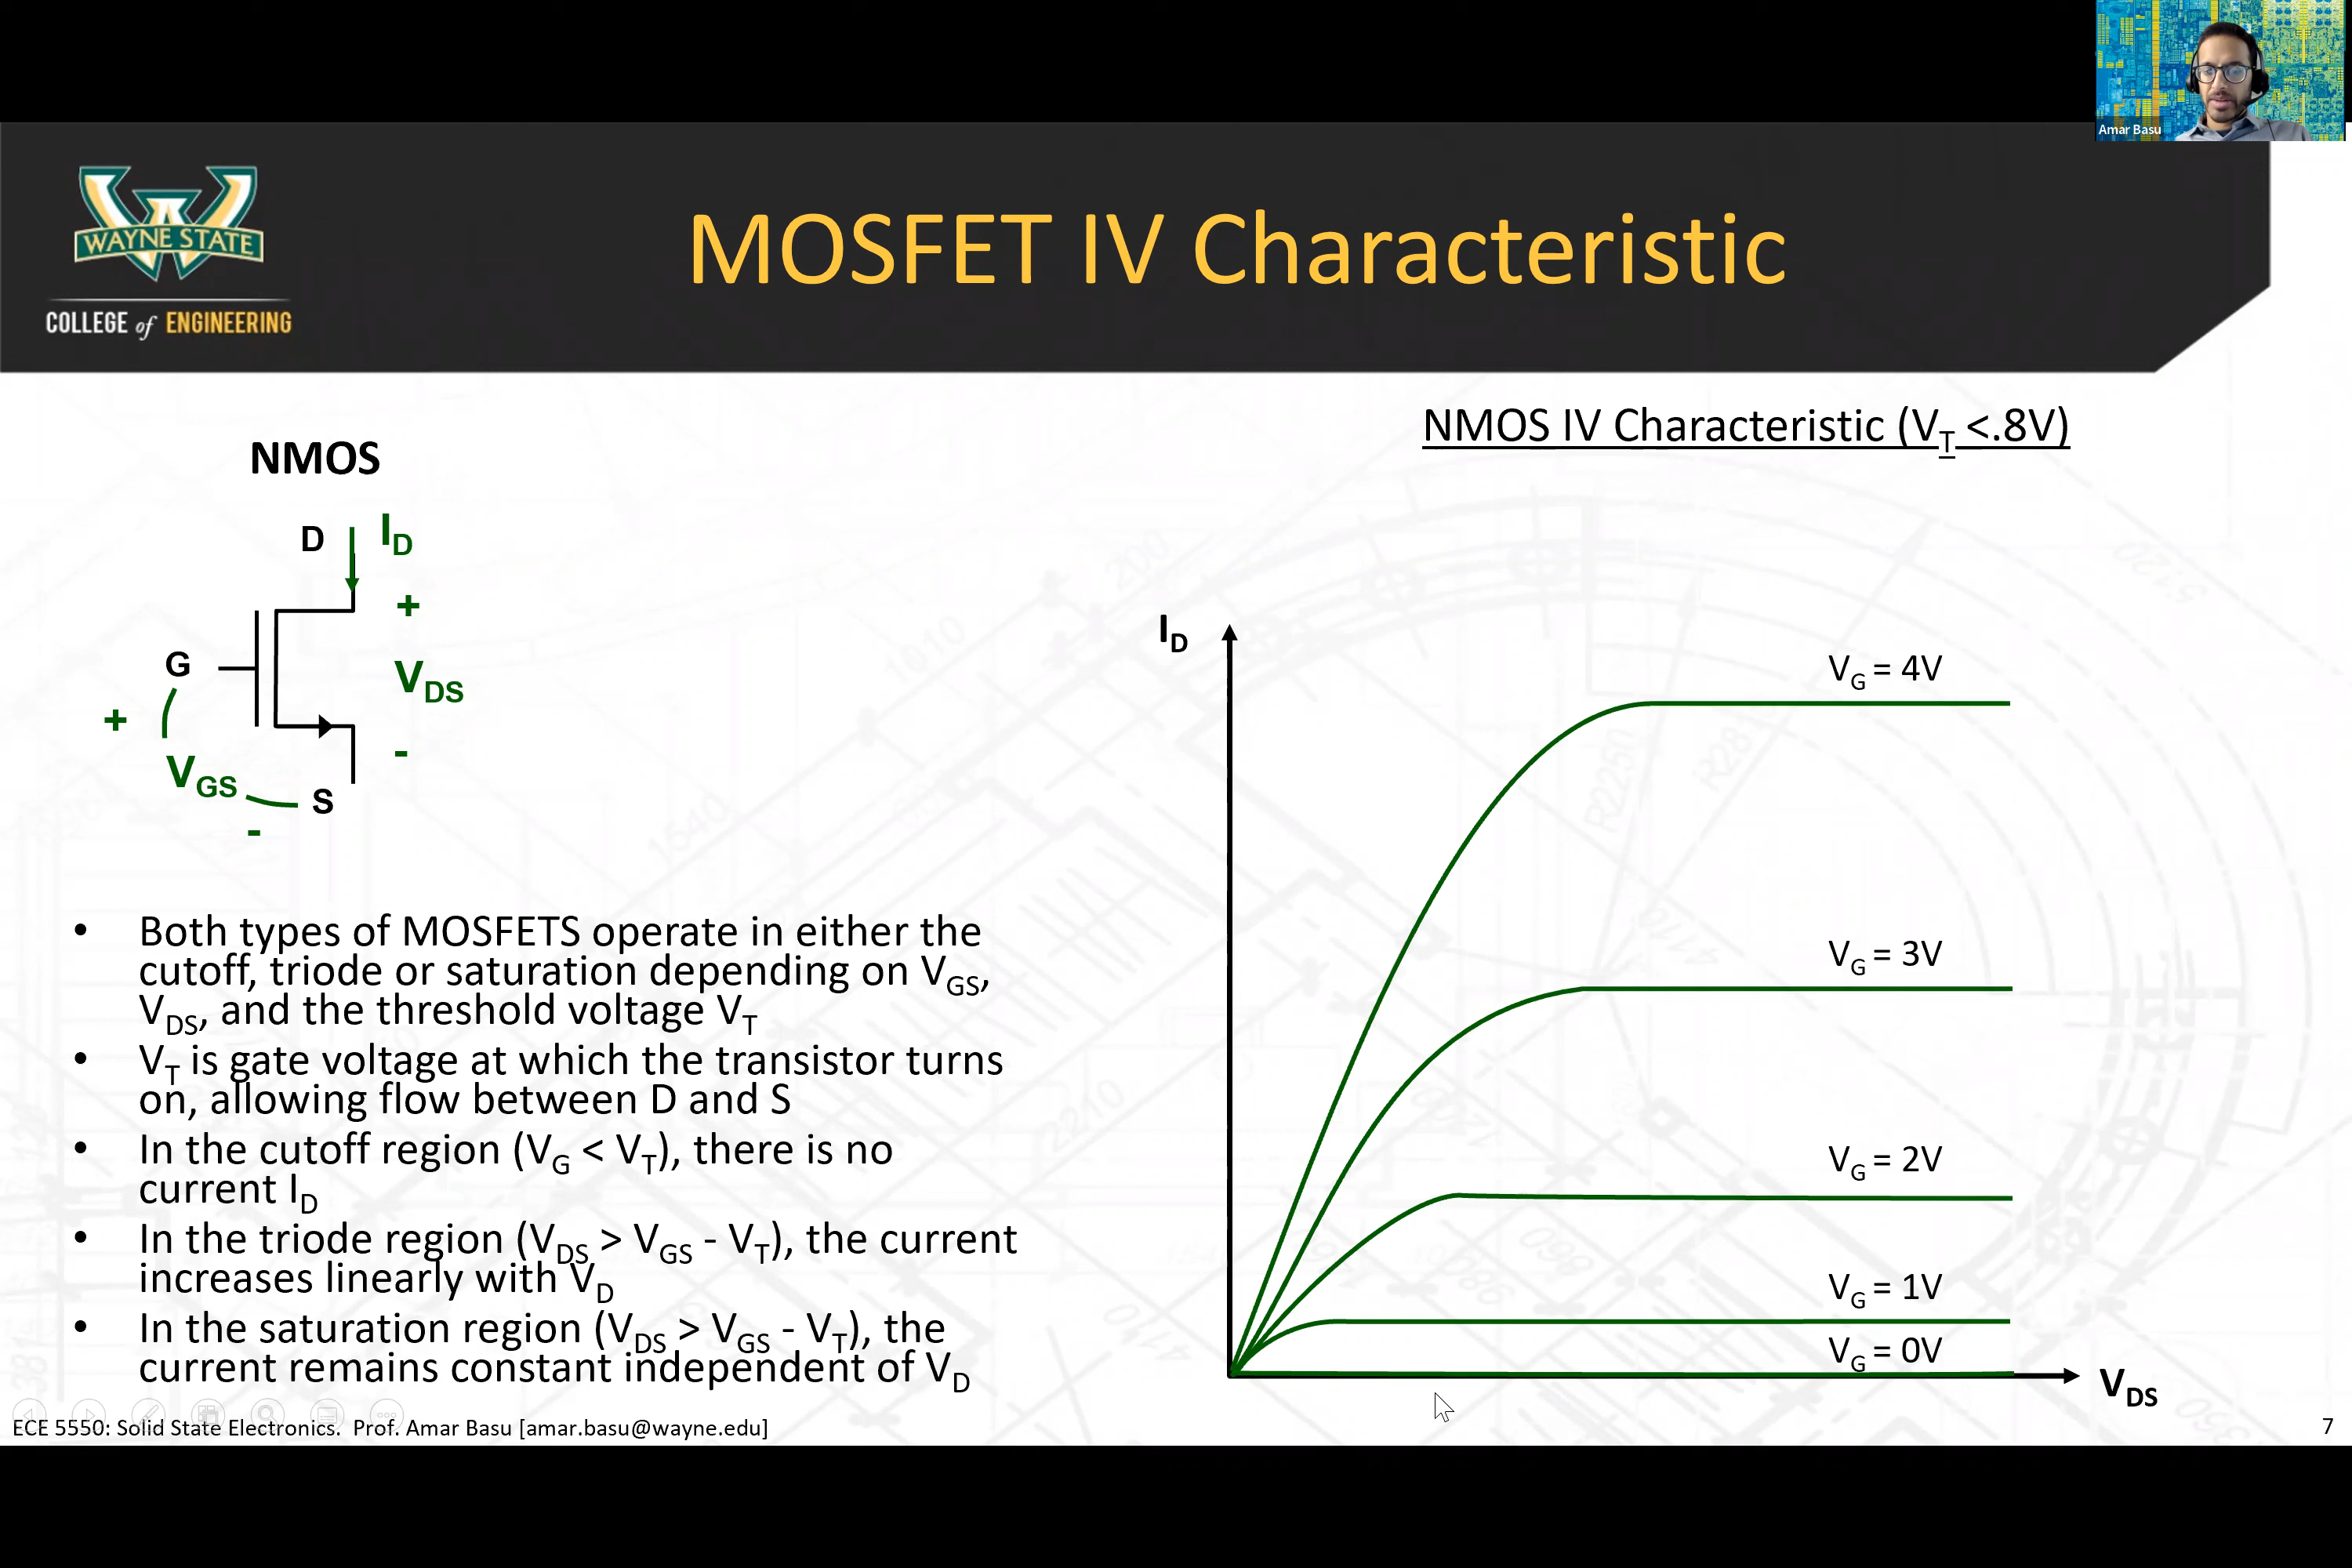 Amar Basu
WAYNE STATE
COLLEGE of ENGINEERING
MOSFET IV Characteristic
NMOS
D
I_D
+
G
V_DS
+
-
V_GS
S
-
• Both types of MOSFETS operate in either the
cutoff, triode or saturation depending on V_GS,
V_DS, and the threshold voltage V_T
• V_T is gate voltage at which the transistor turns
on, allowing flow between D and S
• In the cutoff region (V_G < V_T), there is no
current I_D
• In the triode region (V_DS > V_GS - V_T), the current
increases linearly with V_D
• In the saturation region (V_DS > V_GS - V_T), the
current remains constant independent of V_D
NMOS IV Characteristic (V_T <.8V)
I_D
V_G = 4V
V_G = 3V
V_G = 2V
V_G = 1V
V_G = 0V
V_DS
ECE 5550: Solid State Electronics. Prof. Amar Basu [amar.basu@wayne.edu]
7